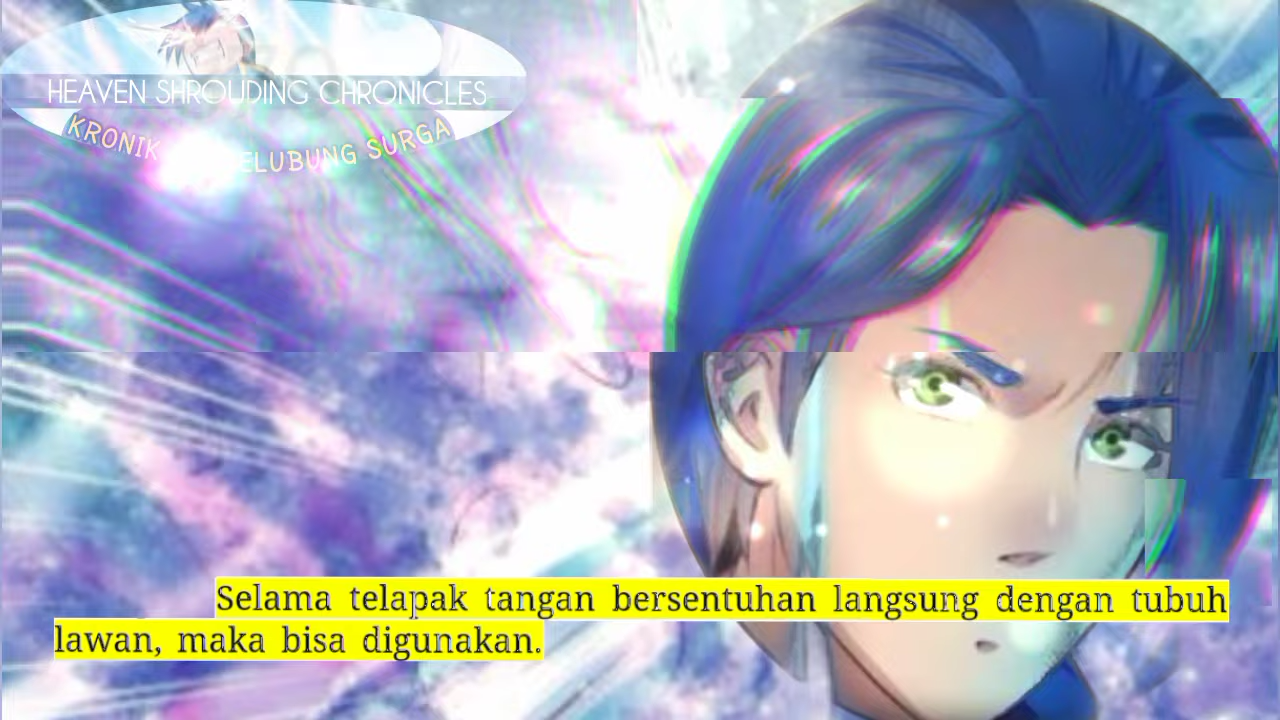 HEAVEN SHROUDING CHRONICLES
KRONIK ELUBUNG SURGA
Selama telapak tangan bersentuhan langsung dengan tubuh
lawan, maka bisa digunakan.